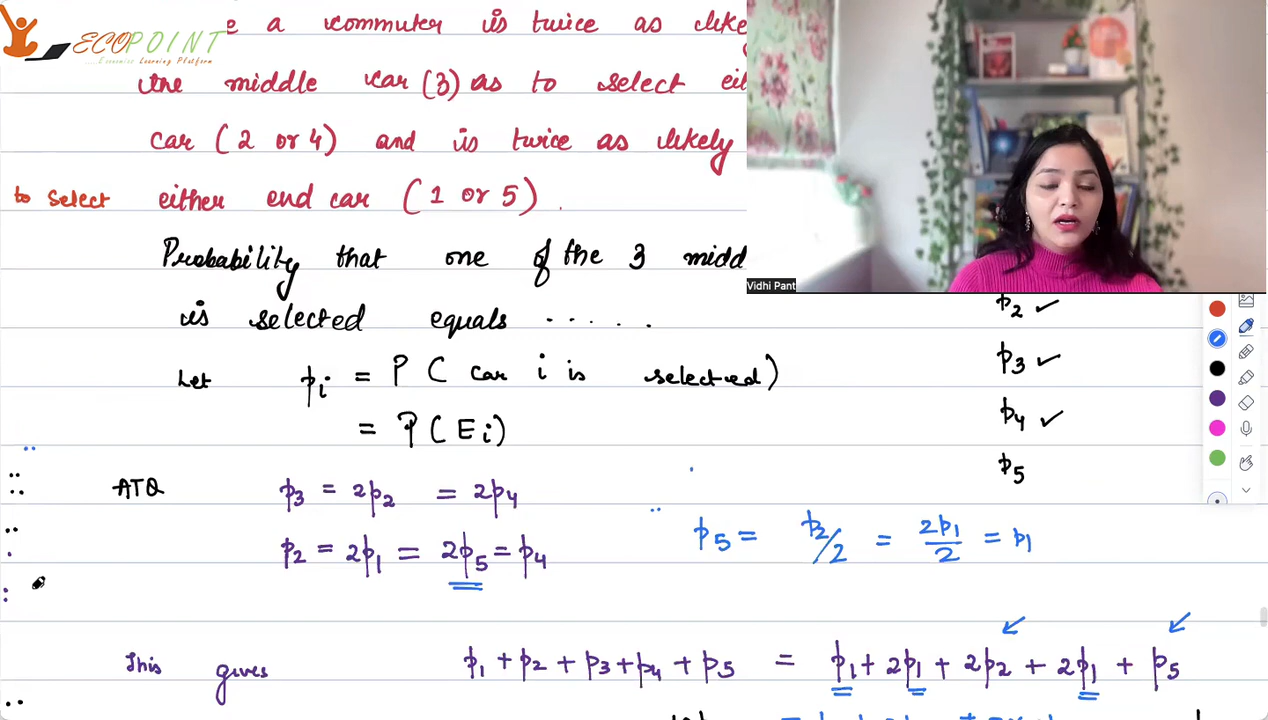 ECOPOINT
....Economics Learning Platform
a commuter is twice as
the middle car (3) as to select
car (2 or 4) and is twice as likely
to select either end car (1 or 5).
Probability that one of the 3
is selected equals ......
Let pi = P ( car i is selected)
= P(Ei)
ATQ p3 = 2p2 = 2p4
p2 = 2p1 = 2p5 = p4
p5 = p2/2 = 2p1/2 = p1
This gives p1 + p2 + p3 + p4 + p5 = p1 + 2p1 + 2p2 + 2p1 + p5
Vidhi Pant
p2 ✓
p3 ✓
p4 ✓
p5